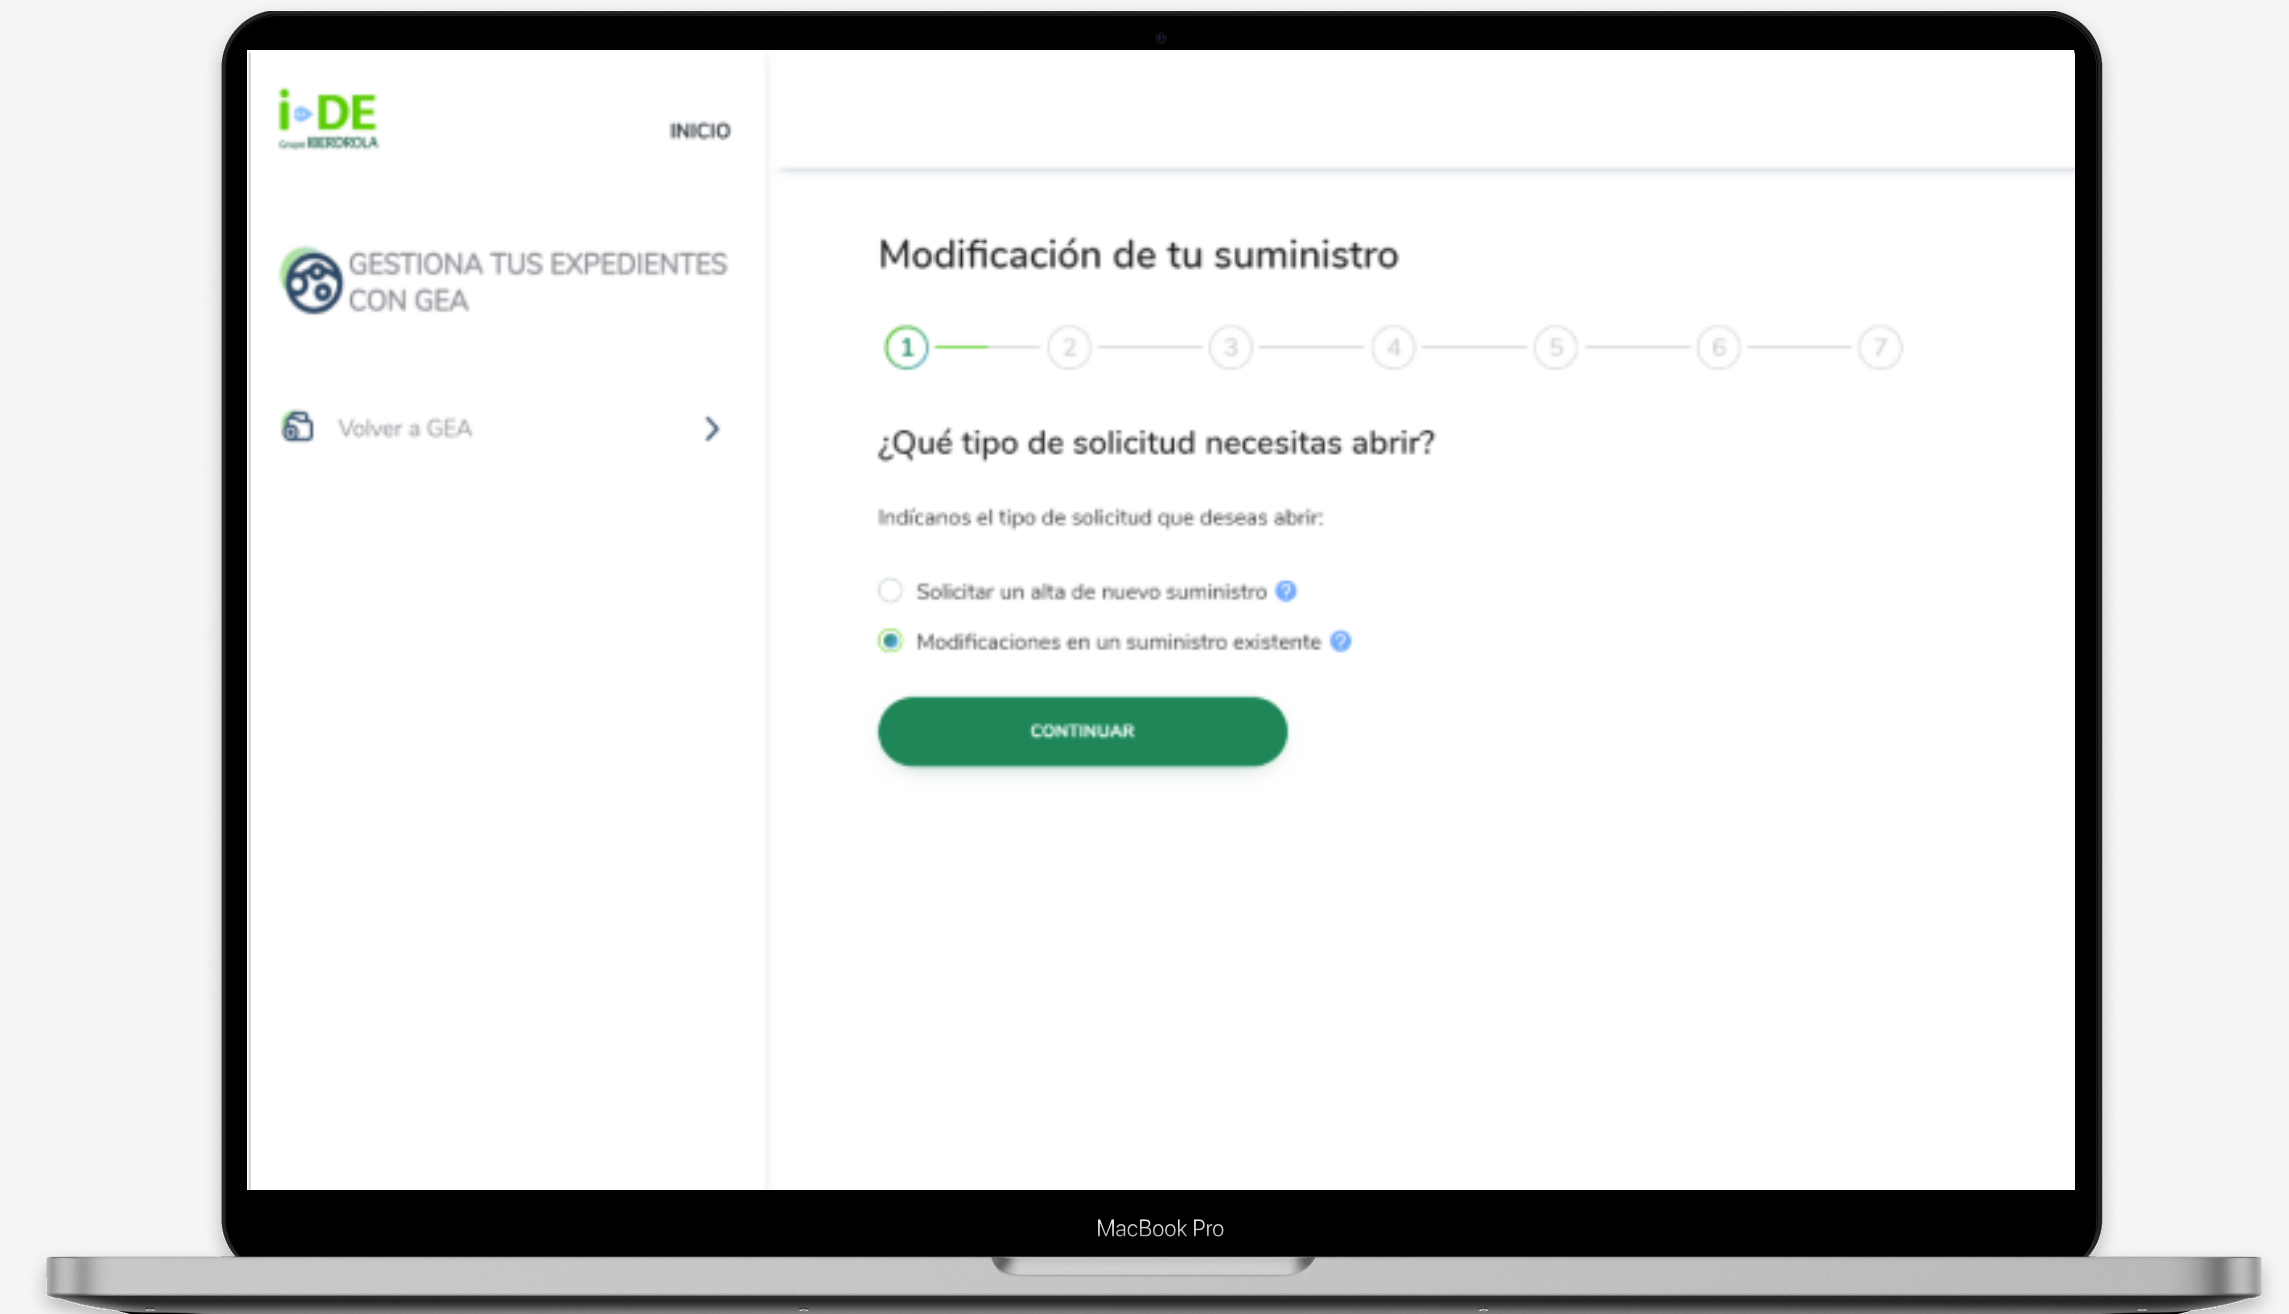 i-DE
Grupo IBERDROLA
INICIO
GESTIONA TUS EXPEDIENTES
CON GEA
Volver a GEA
Modificación de tu suministro
1 2 3 4 5 6 7
¿Qué tipo de solicitud necesitas abrir?
Indícanos el tipo de solicitud que deseas abrir:
Solicitar un alta de nuevo suministro ?
Modificaciones en un suministro existente ?
CONTINUAR
MacBook Pro